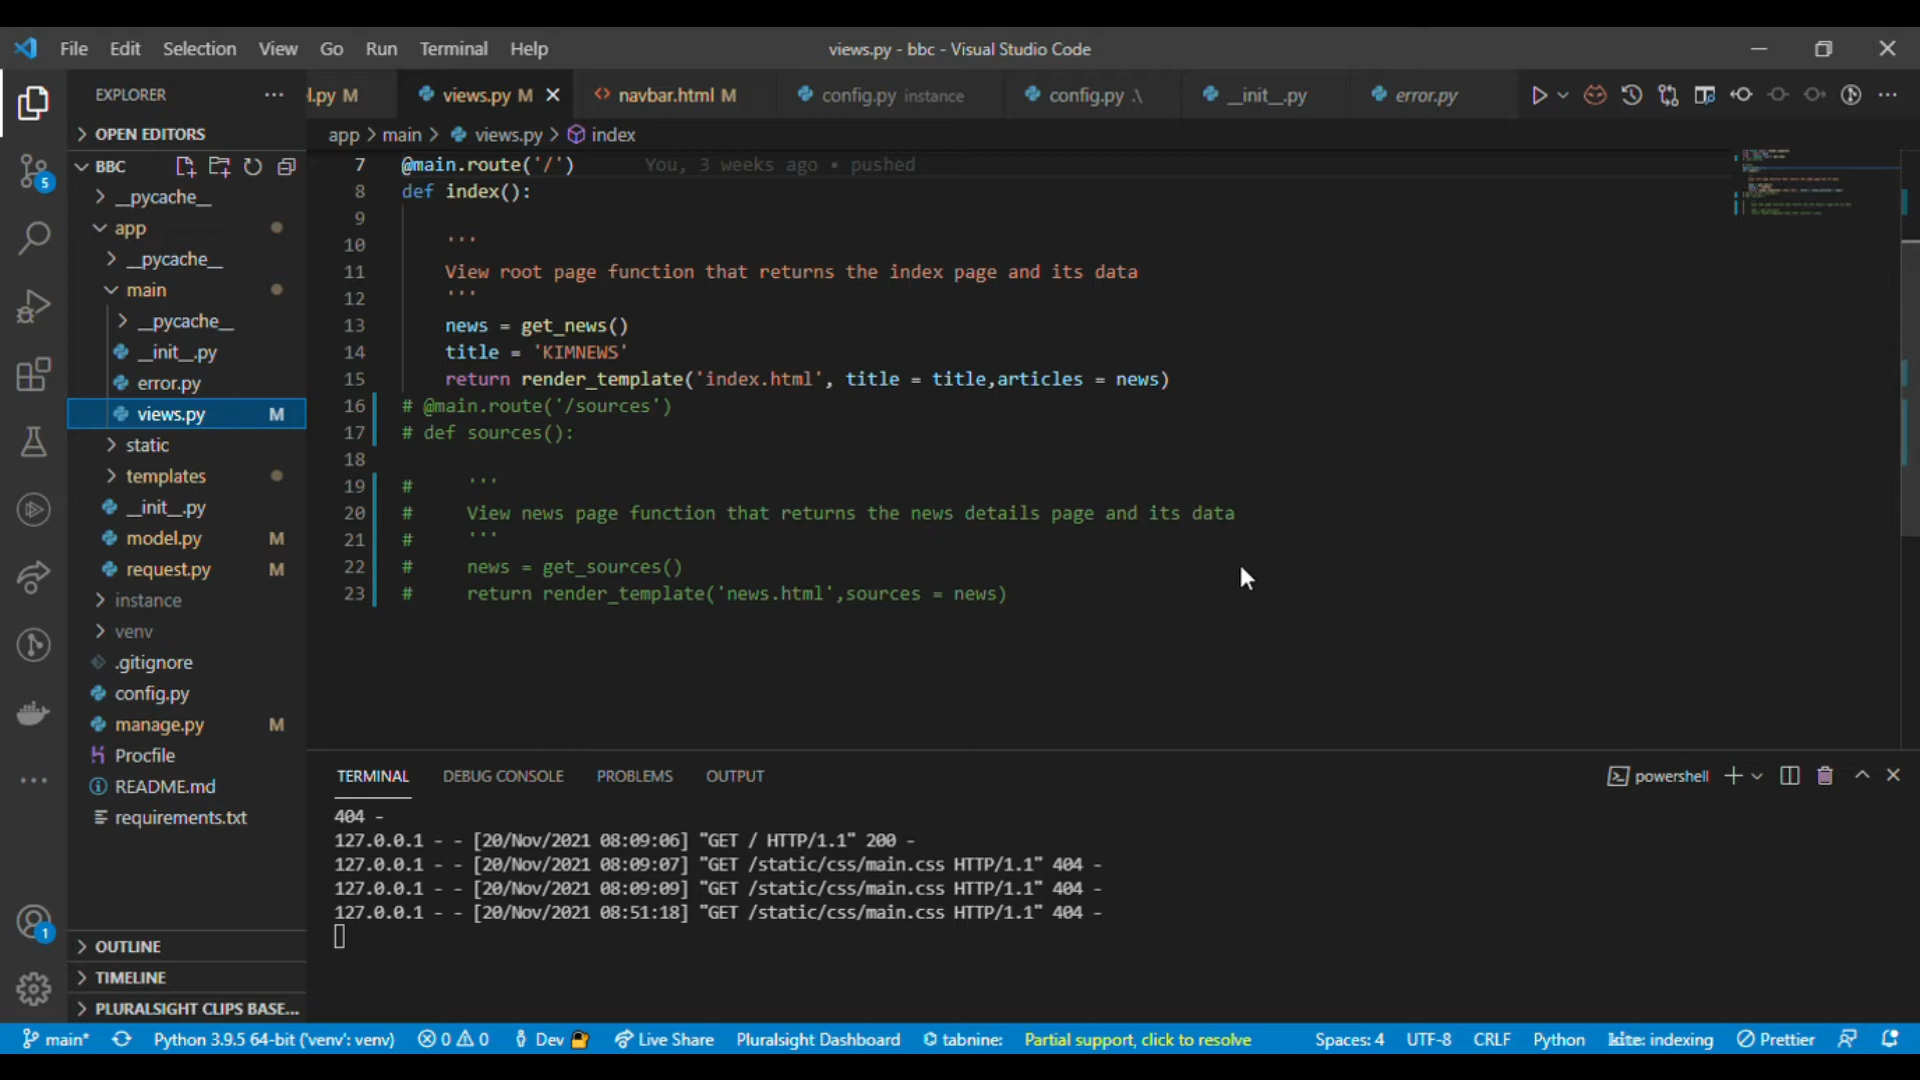 File Edit Selection View Go Run Terminal Help
views.py - bbc - Visual Studio Code
EXPLORER
l.py M
views.py M
navbar.html M
config.py instance
config.py .\
__init__.py
error.py
OPEN EDITORS
app > main > views.py > index
BBC
__pycache__
app
__pycache__
main
__pycache__
__init__.py
error.py
views.py M
static
templates
__init__.py
model.py M
request.py M
instance
venv
.gitignore
config.py
manage.py M
Procfile
README.md
requirements.txt
OUTLINE
TIMELINE
PLURALSIGHT CLIPS BASE...
5
1
7 @main.route('/') You, 3 weeks ago • pushed
8 def index():
9
10 '''
11 View root page function that returns the index page and its data
12 '''
13 news = get_news()
14 title = 'KIMNEWS'
15 return render_template('index.html', title = title,articles = news)
16 # @main.route('/sources')
17 # def sources():
18
19 # '''
20 # View news page function that returns the news details page and its data
21 # '''
22 # news = get_sources()
23 # return render_template('news.html',sources = news)
TERMINAL DEBUG CONSOLE PROBLEMS OUTPUT
powershell
404 -
127.0.0.1 - - [20/Nov/2021 08:09:06] "GET / HTTP/1.1" 200 -
127.0.0.1 - - [20/Nov/2021 08:09:07] "GET /static/css/main.css HTTP/1.1" 404 -
127.0.0.1 - - [20/Nov/2021 08:09:09] "GET /static/css/main.css HTTP/1.1" 404 -
127.0.0.1 - - [20/Nov/2021 08:51:18] "GET /static/css/main.css HTTP/1.1" 404 -
main* Python 3.9.5 64-bit ('venv': venv) 0 0 Dev Live Share Pluralsight Dashboard tabnine: Partial support, click to resolve Spaces: 4 UTF-8 CRLF Python kite: indexing Prettier